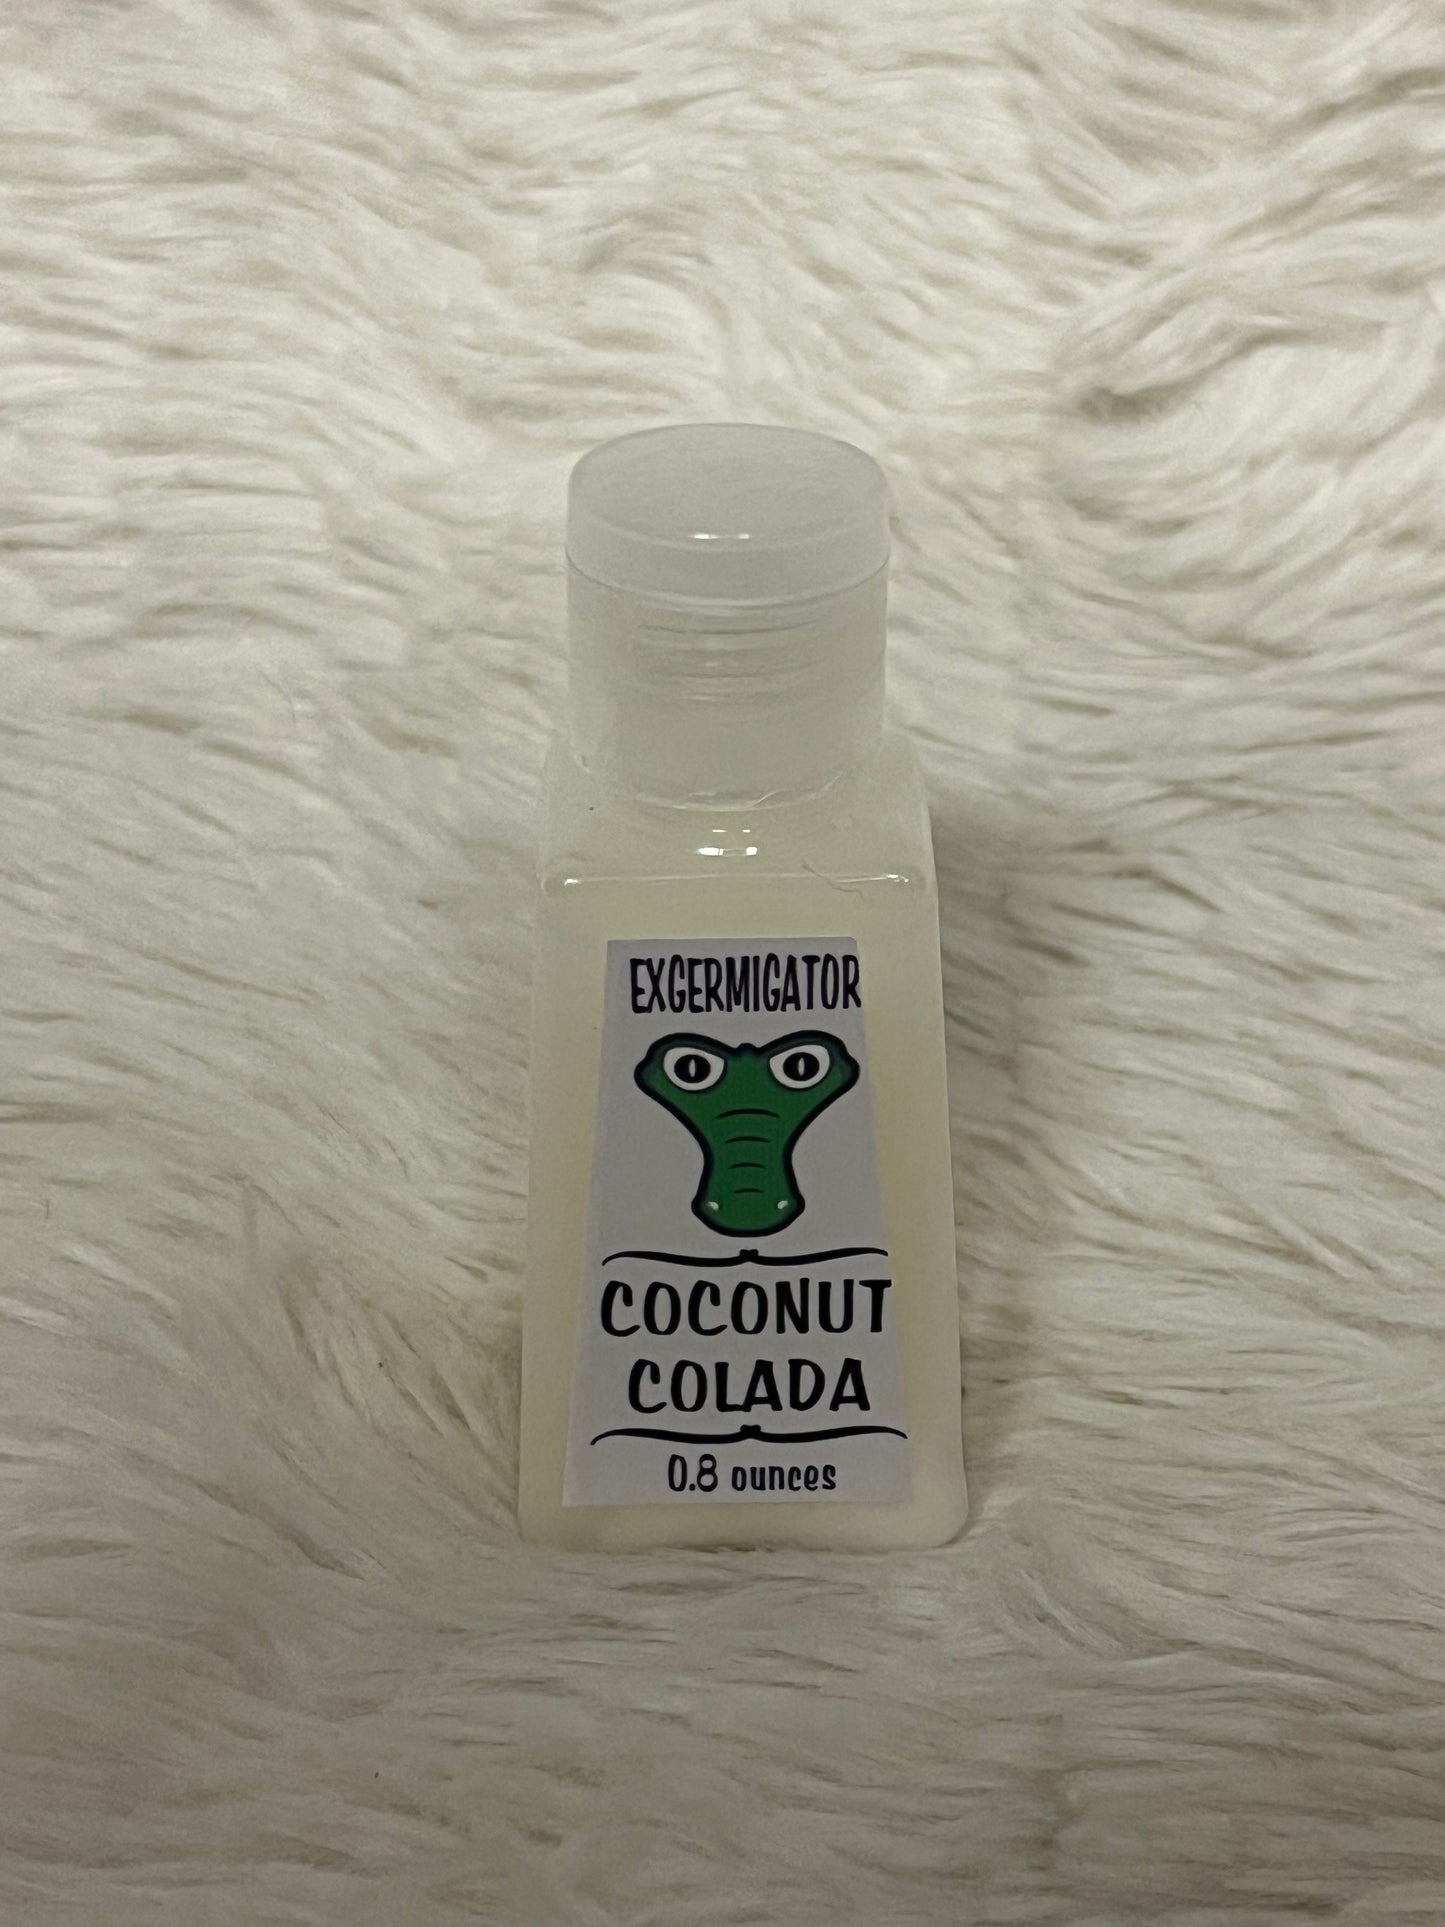 EXGERMIGATOR
COCONUT
COLADA
0.8 ounces